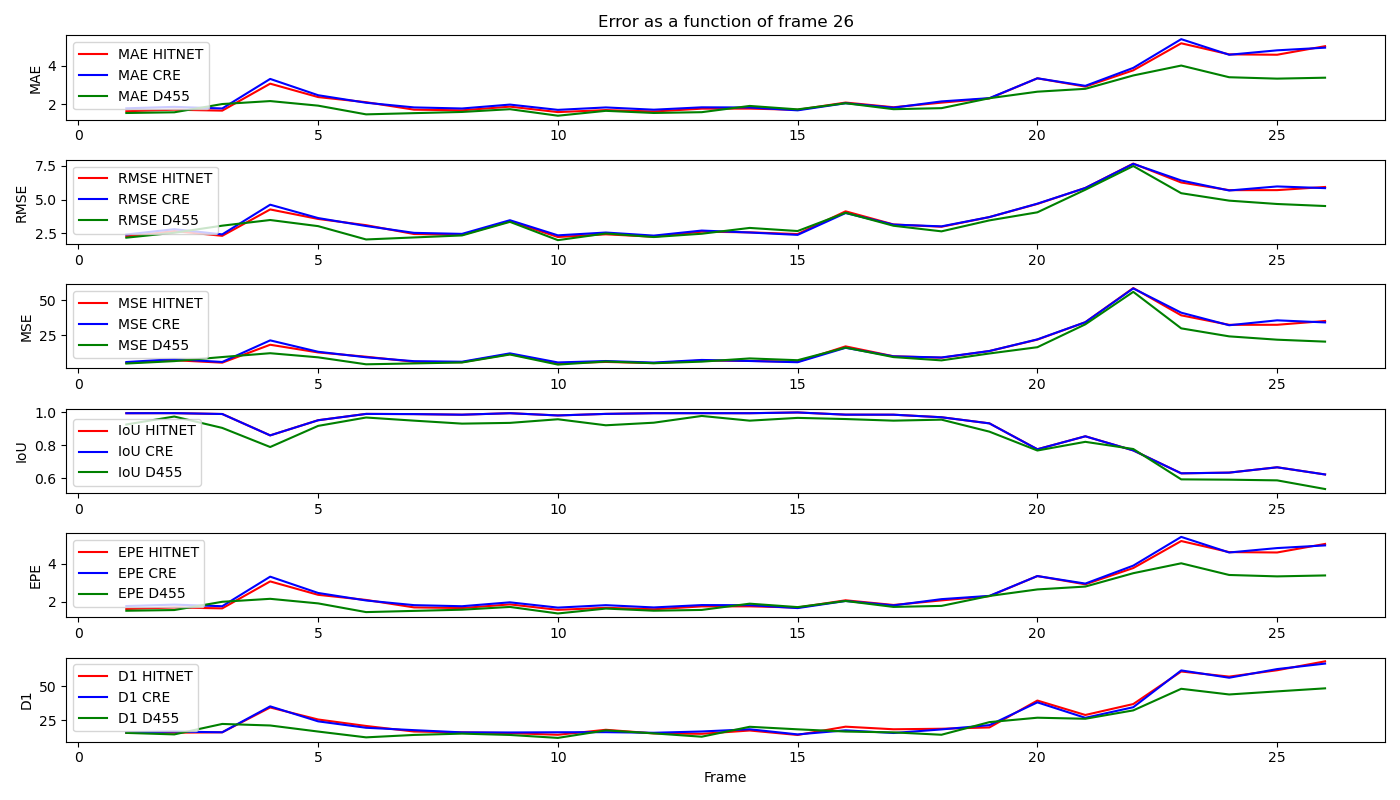 Error as a function of frame 26
MAE
4
2
MAE HITNET
MAE CRE
MAE D455
0 5 10 15 20 25
RMSE
7.5
5.0
2.5
RMSE HITNET
RMSE CRE
RMSE D455
0 5 10 15 20 25
MSE
50
25
MSE HITNET
MSE CRE
MSE D455
0 5 10 15 20 25
IoU
1.0
0.8
0.6
IoU HITNET
IoU CRE
IoU D455
0 5 10 15 20 25
EPE
4
2
EPE HITNET
EPE CRE
EPE D455
0 5 10 15 20 25
D1
50
25
D1 HITNET
D1 CRE
D1 D455
0 5 10 15 20 25
Frame